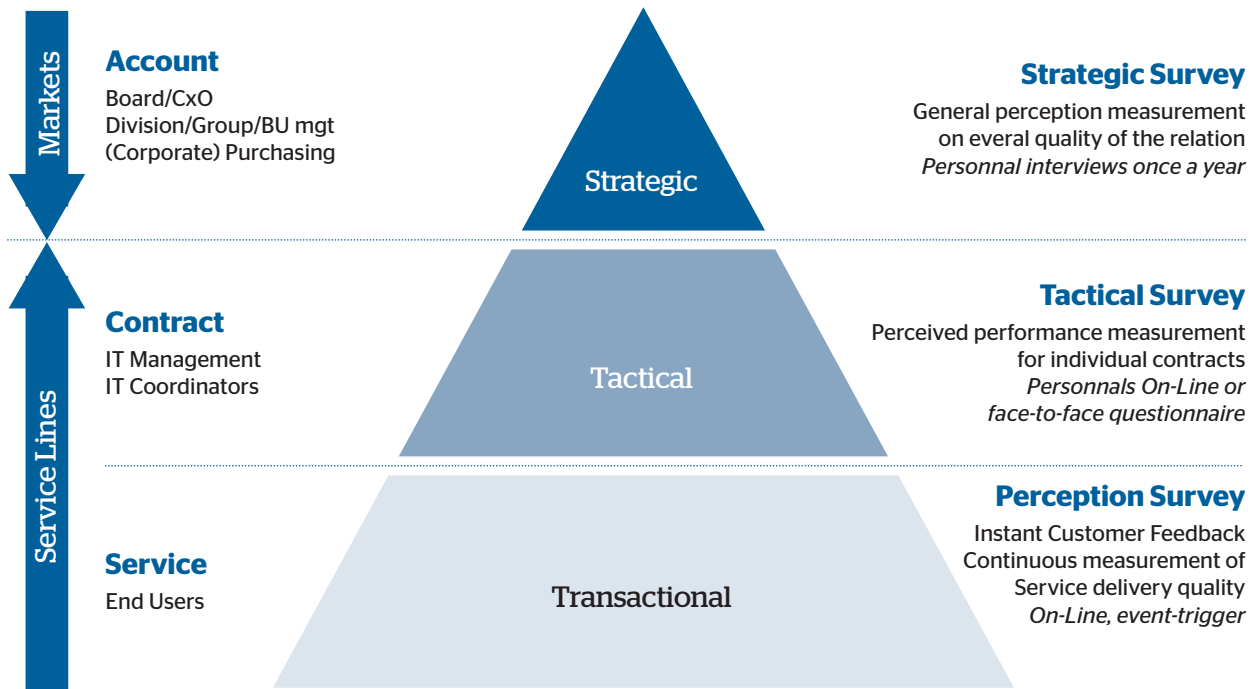 Markets
Account
Board/CxO
Division/Group/BU mgt
(Corporate) Purchasing
Strategic
Strategic Survey
General perception measurement
on everal quality of the relation
Personnal interviews once a year
Service Lines
Contract
IT Management
IT Coordinators
Tactical
Tactical Survey
Perceived performance measurement
for individual contracts
Personnals On-Line or
face-to-face questionnaire
Service
End Users
Transactional
Perception Survey
Instant Customer Feedback
Continuous measurement of
Service delivery quality
On-Line, event-trigger